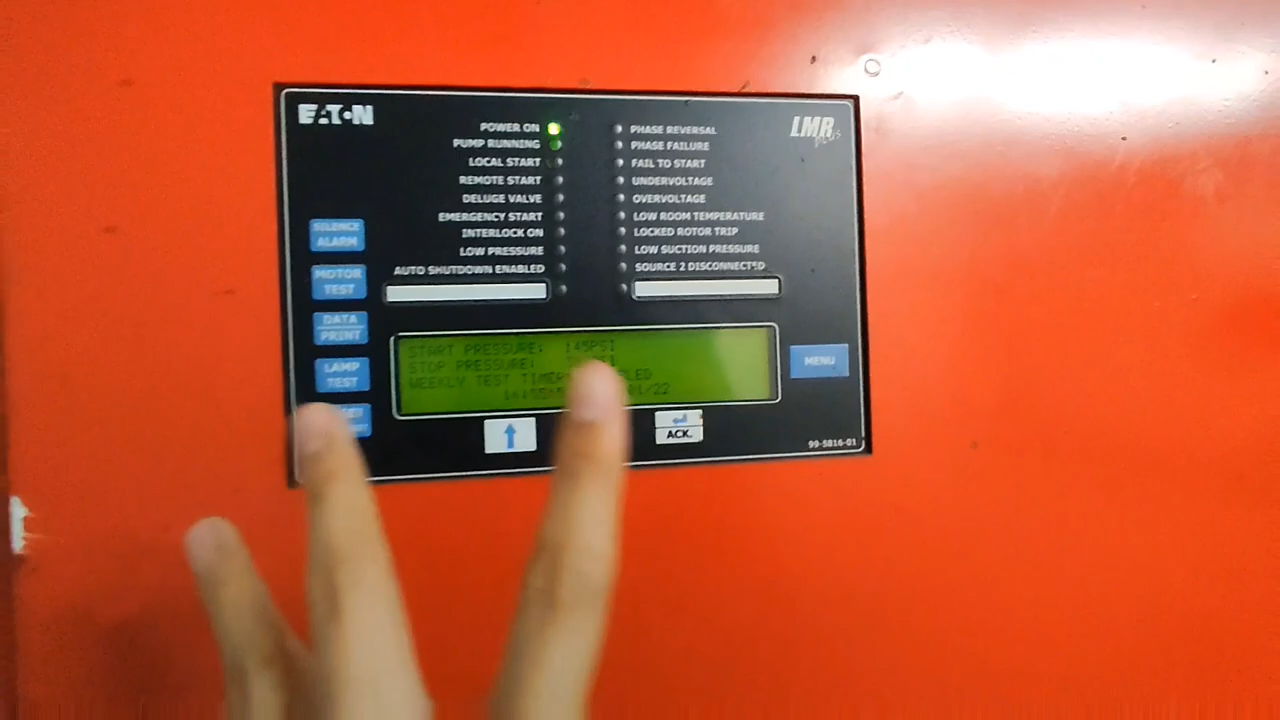 EATON
LMR
plus
POWER ON
PUMP RUNNING
LOCAL START
REMOTE START
DELUGE VALVE
EMERGENCY START
INTERLOCK ON
LOW PRESSURE
AUTO SHUTDOWN ENABLED
PHASE REVERSAL
PHASE FAILURE
FAIL TO START
UNDERVOLTAGE
OVERVOLTAGE
LOW ROOM TEMPERATURE
LOCKED ROTOR TRIP
LOW SUCTION PRESSURE
SOURCE 2 DISCONNECTED
SILENCE
ALARM
MOTOR
TEST
DATA
PRINT
LAMP
TEST
START PRESSURE: 145PSI
STOP PRESSURE:
WEEKLY TEST TIMER
MENU
ACK.
99-5816-01